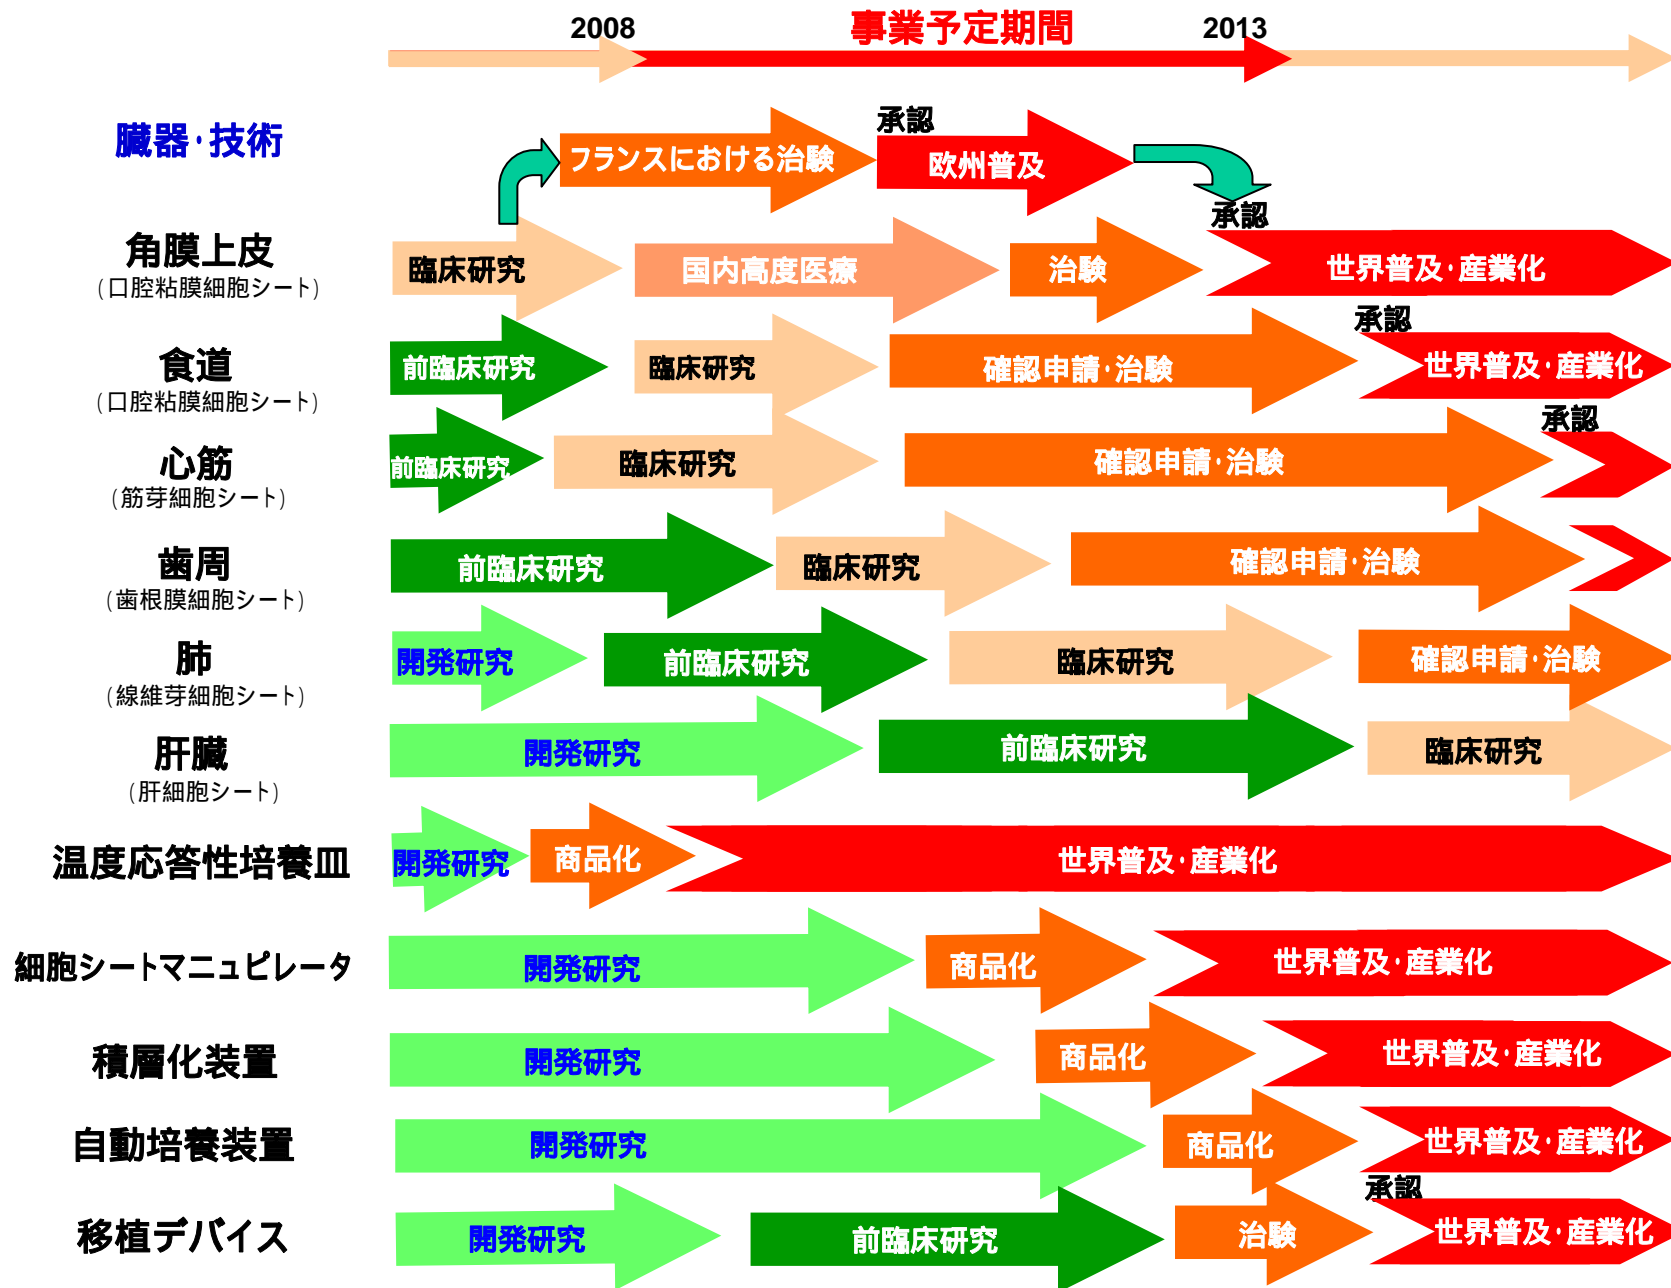 2008 事業予定期間 2013
臓器・技術
承認
フランスにおける治験
欧州普及
承認
角膜上皮
(口腔粘膜細胞シート)
臨床研究
国内高度医療
治験
世界普及・産業化
承認
食道
(口腔粘膜細胞シート)
前臨床研究
臨床研究
確認申請・治験
世界普及・産業化
承認
心筋
(筋芽細胞シート)
前臨床研究
臨床研究
確認申請・治験
歯周
(歯根膜細胞シート)
前臨床研究
臨床研究
確認申請・治験
肺
(線維芽細胞シート)
開発研究
前臨床研究
臨床研究
確認申請・治験
肝臓
(肝細胞シート)
開発研究
前臨床研究
臨床研究
温度応答性培養皿
開発研究
商品化
世界普及・産業化
細胞シートマニュピレータ
開発研究
商品化
世界普及・産業化
積層化装置
開発研究
商品化
世界普及・産業化
自動培養装置
開発研究
商品化
世界普及・産業化
承認
移植デバイス
開発研究
前臨床研究
治験
世界普及・産業化